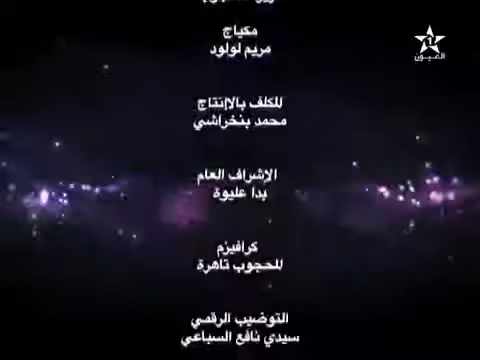 مكياج
مريم لولود
المكلف بالإنتاج
محمد بنخراشي
الإشراف العام
بدا عليوة
كرافيزم
المحجوب تاهرة
التوضيب الرقمي
سيدي نافع السباعي
العيون